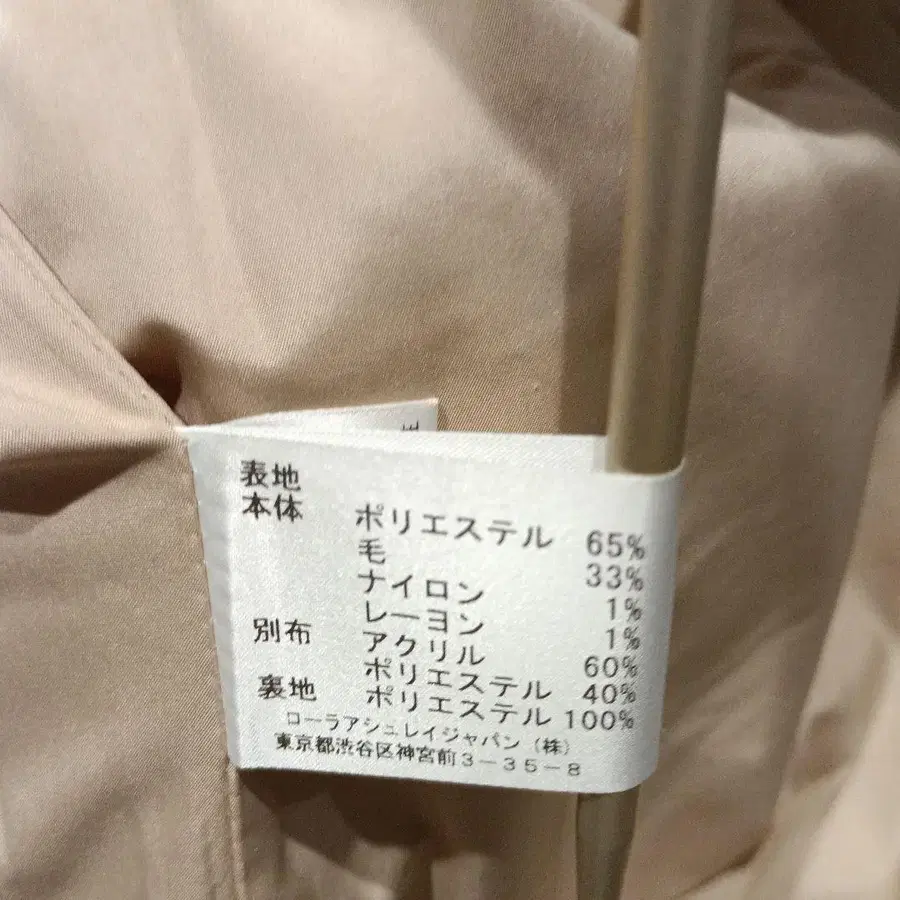 表地
本体 ポリエステル 65%
毛 33%
ナイロン 1%
レーヨン 1%
別布 アクリル 60%
ポリエステル 40%
裏地 ポリエステル 100%
ローラアシュレイジャパン(株)
東京都渋谷区神宮前3-35-8